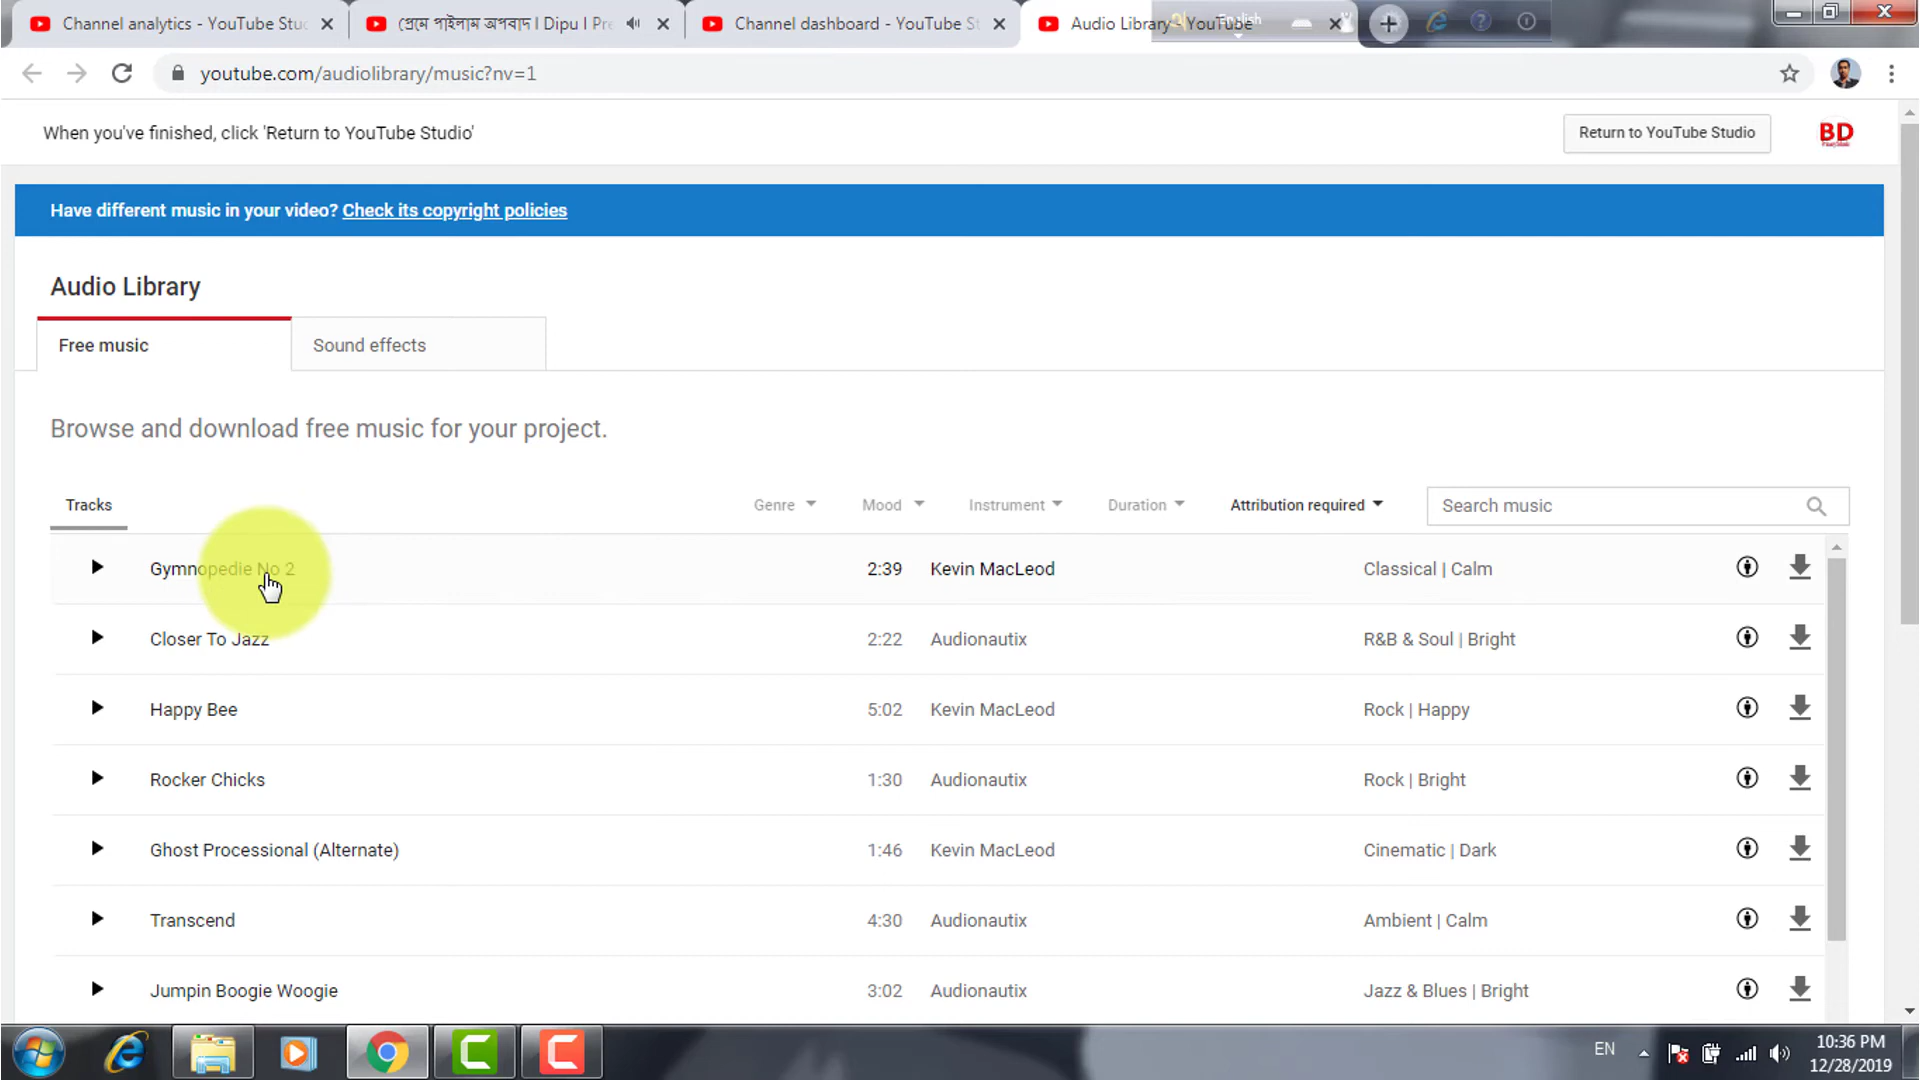 Channel analytics - YouTube Stud
প্রেমে পাইলাম অপবাদ l Dipu l Pre
Channel dashboard - YouTube St
Audio Library - YouTube
English
youtube.com/audiolibrary/music?nv=1
When you've finished, click 'Return to YouTube Studio'
Return to YouTube Studio
BD
Have different music in your video? Check its copyright policies
Audio Library
Free music
Sound effects
Browse and download free music for your project.
Tracks Genre Mood Instrument Duration Attribution required Search music
Gymnopedie No 2 2:39 Kevin MacLeod Classical | Calm
Closer To Jazz 2:22 Audionautix R&B & Soul | Bright
Happy Bee 5:02 Kevin MacLeod Rock | Happy
Rocker Chicks 1:30 Audionautix Rock | Bright
Ghost Processional (Alternate) 1:46 Kevin MacLeod Cinematic | Dark
Transcend 4:30 Audionautix Ambient | Calm
Jumpin Boogie Woogie 3:02 Audionautix Jazz & Blues | Bright
EN
10:36 PM
12/28/2019